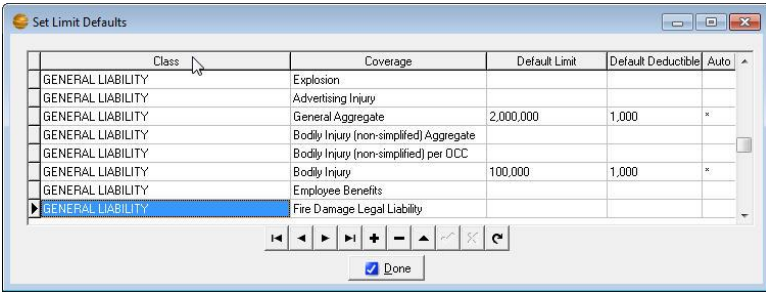 Set Limit Defaults
Class Coverage Default Limit Default Deductible Auto
GENERAL LIABILITY Explosion
GENERAL LIABILITY Advertising Injury
GENERAL LIABILITY General Aggregate 2,000,000 1,000 *
GENERAL LIABILITY Bodily Injury (non-simplifed) Aggregate
GENERAL LIABILITY Bodily Injury (non-simplified) per OCC
GENERAL LIABILITY Bodily Injury 100,000 1,000 *
GENERAL LIABILITY Employee Benefits
GENERAL LIABILITY Fire Damage Legal Liability
Done